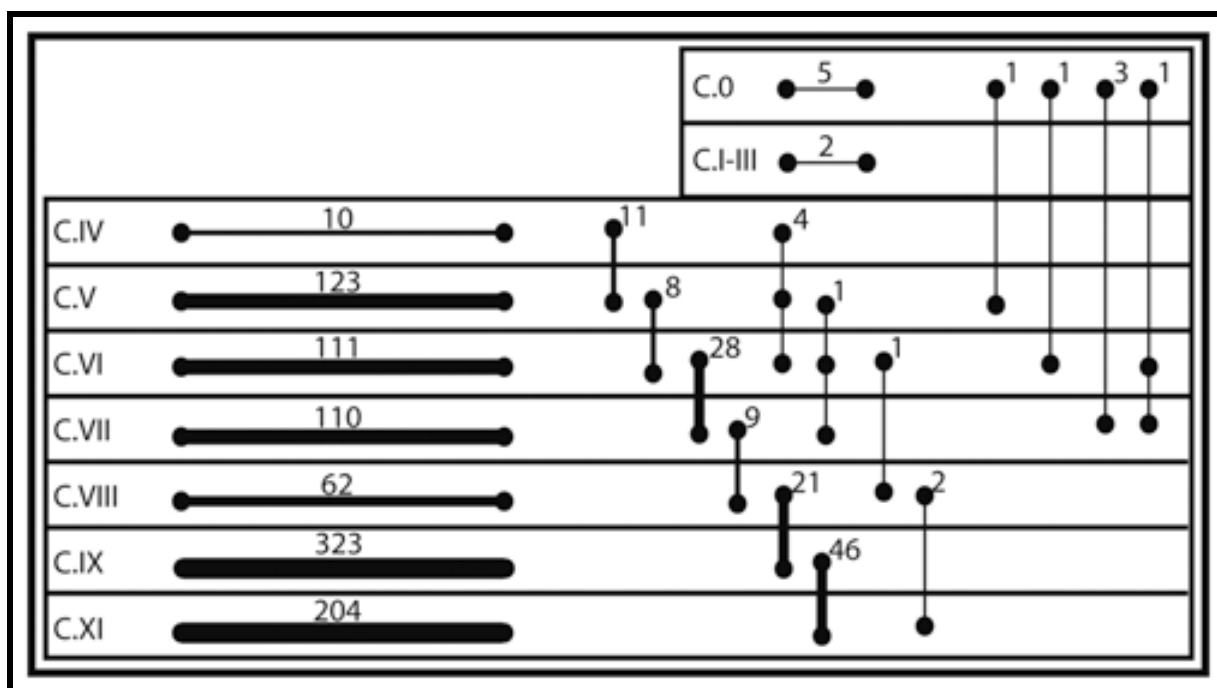 C.0 5 1 1 3 1
C.I-III 2
C.IV 10 11 4
C.V 123 8 1
C.VI 111 28 1
C.VII 110 9
C.VIII 62 21 2
C.IX 323 46
C.XI 204